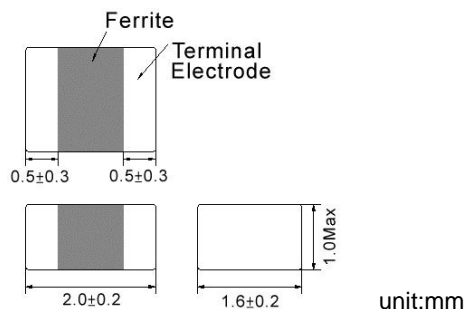 Ferrite
Terminal
Electrode
0.5±0.3
0.5±0.3
1.0Max
2.0±0.2
1.6±0.2
unit:mm